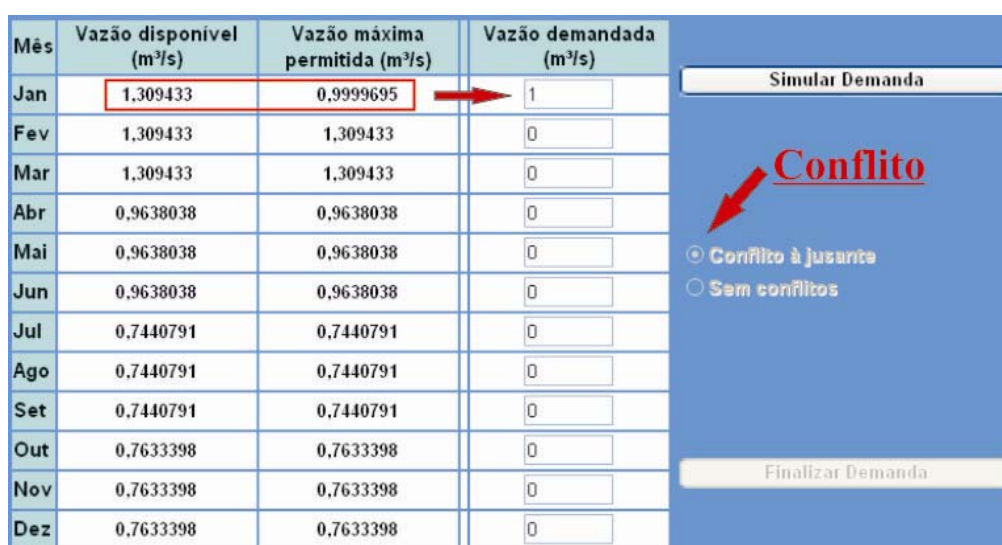 Mês Vazão disponível (m³/s) Vazão máxima permitida (m³/s) Vazão demandada (m³/s)
Jan 1,309433 0,9999695 1
Fev 1,309433 1,309433 0
Mar 1,309433 1,309433 0
Abr 0,9638038 0,9638038 0
Mai 0,9638038 0,9638038 0
Jun 0,9638038 0,9638038 0
Jul 0,7440791 0,7440791 0
Ago 0,7440791 0,7440791 0
Set 0,7440791 0,7440791 0
Out 0,7633398 0,7633398 0
Nov 0,7633398 0,7633398 0
Dez 0,7633398 0,7633398 0
Simular Demanda
Conflito
Conflito à jusante
Sem conflitos
Finalizar Demanda